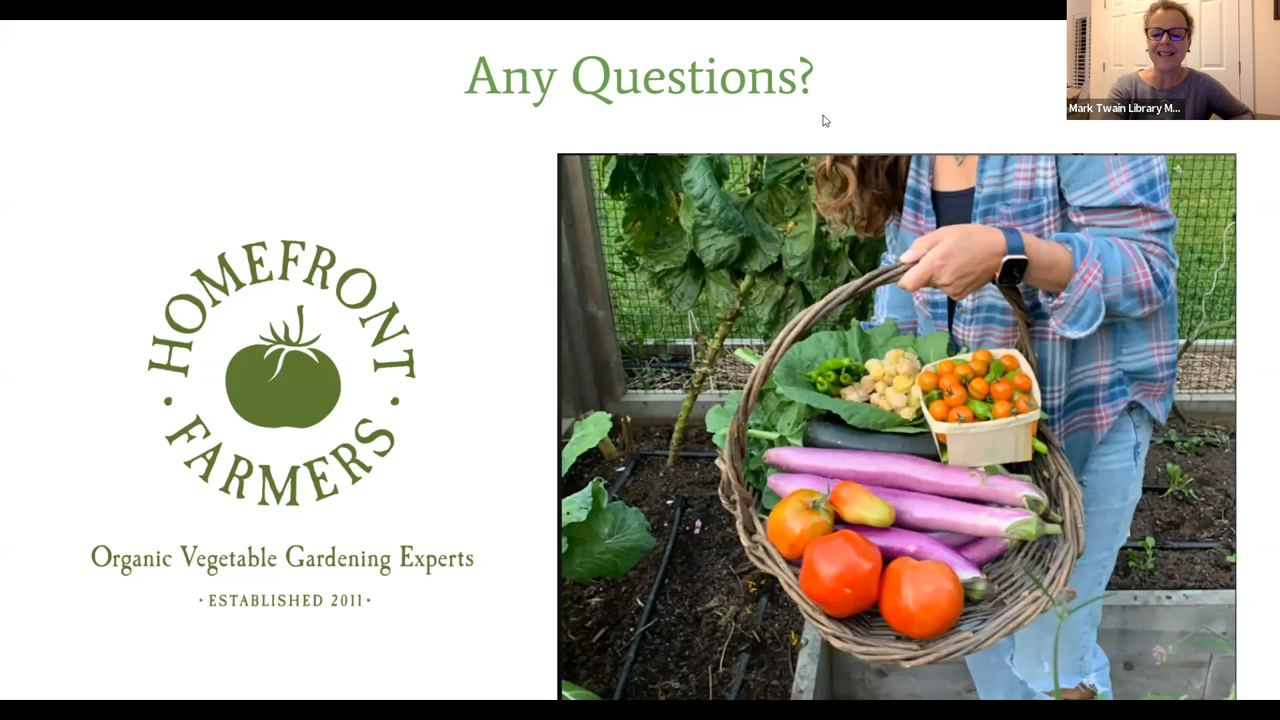 Any Questions?
Mark Twain Library M...
HOMEFRONT
· FARMERS ·
Organic Vegetable Gardening Experts
· ESTABLISHED 2011 ·